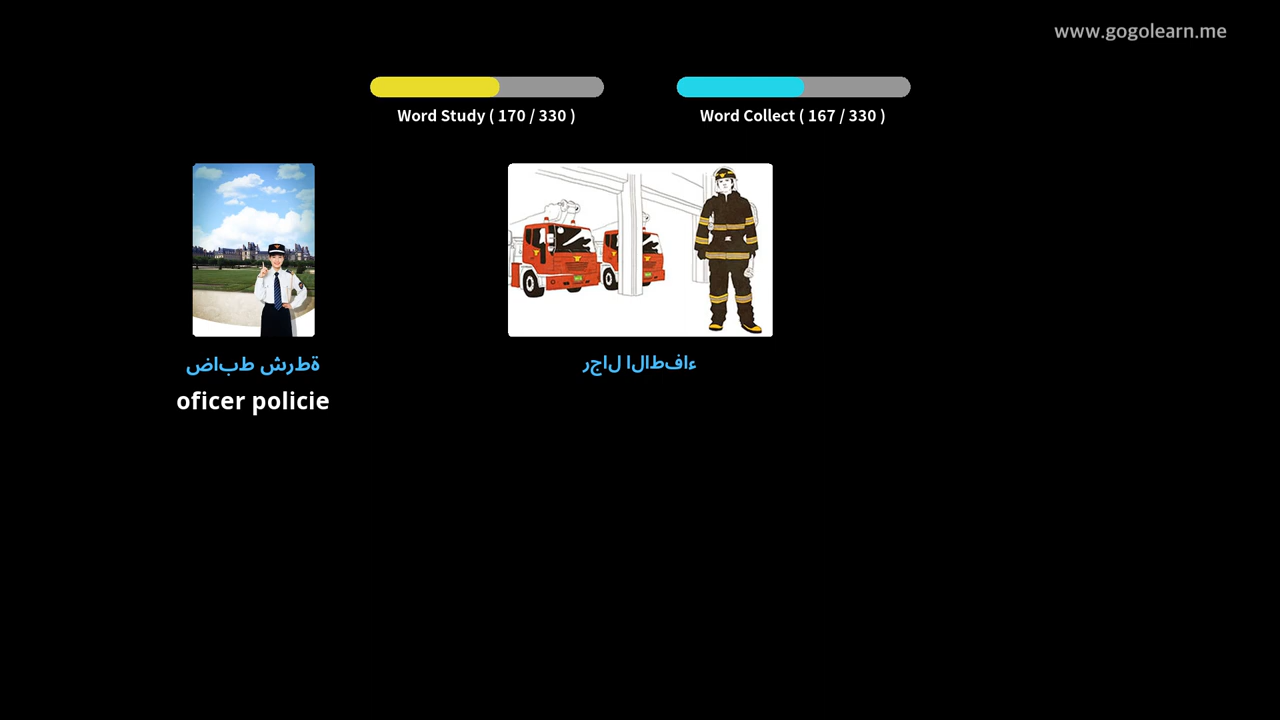 www.gogolearn.me
Word Study ( 170 / 330 )
Word Collect ( 167 / 330 )
ةطرش طباض
ءافطالا لاجر
oficer policie